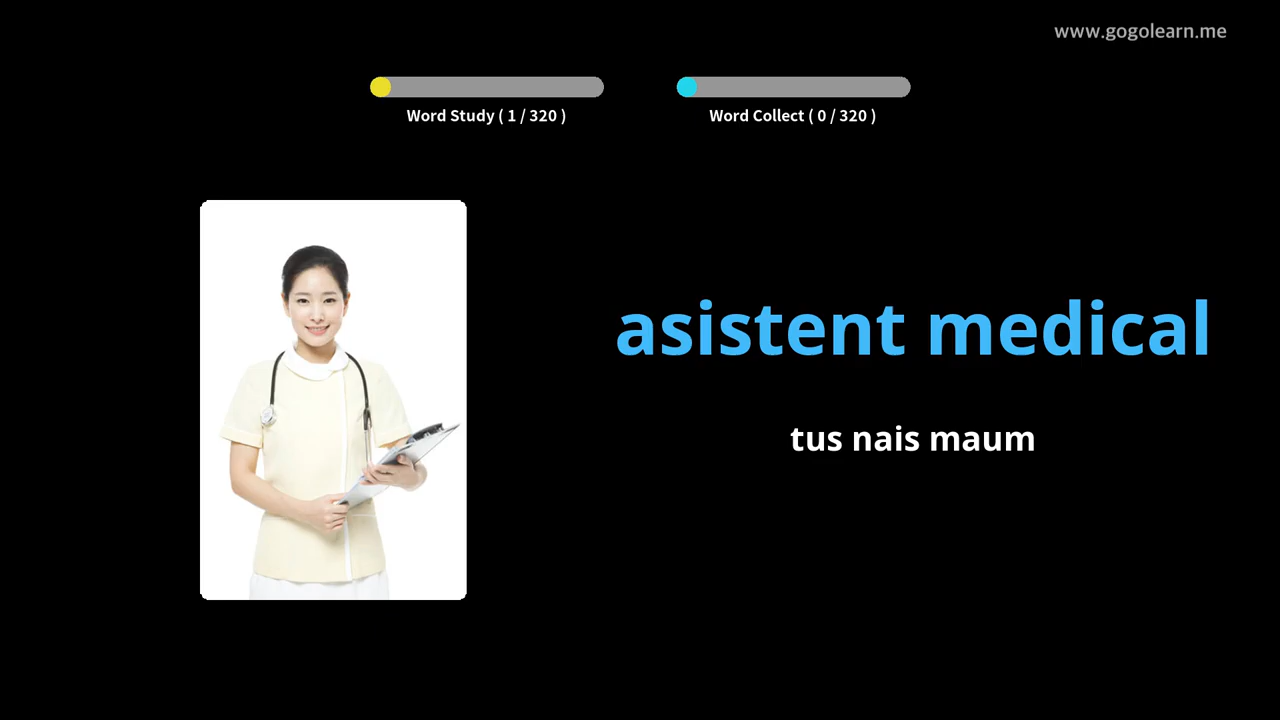 www.gogolearn.me
Word Study ( 1 / 320 )
Word Collect ( 0 / 320 )
asistent medical
tus nais maum